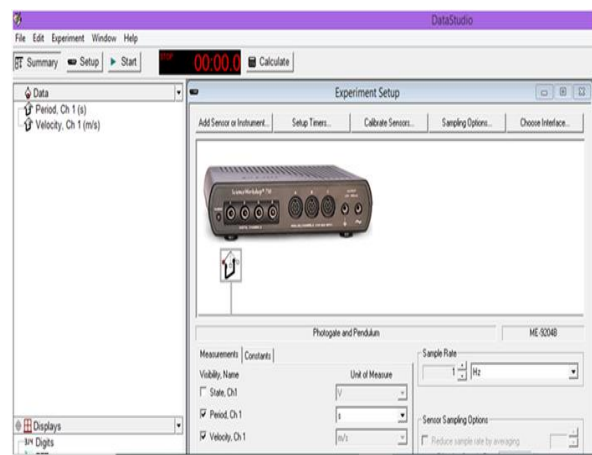 DataStudio
File Edit Experiment Window Help
Summary Setup Start STOP 00:00.0 Calculate
Data
Period, Ch 1 (s)
Velocity, Ch 1 (m/s)
Experiment Setup
Add Sensor or Instrument... Setup Timers... Calibrate Sensors... Sampling Options... Choose Interface...
ScienceWorkshop® 750
Photogate and Pendulum ME-9204B
Measurements Constants
Visibility, Name Unit of Measure
State, Ch1 V
Period, Ch 1 s
Velocity, Ch 1 m/s
Sample Rate
1 Hz
Sensor Sampling Options
Reduce sample rate by averaging
Displays
Digits